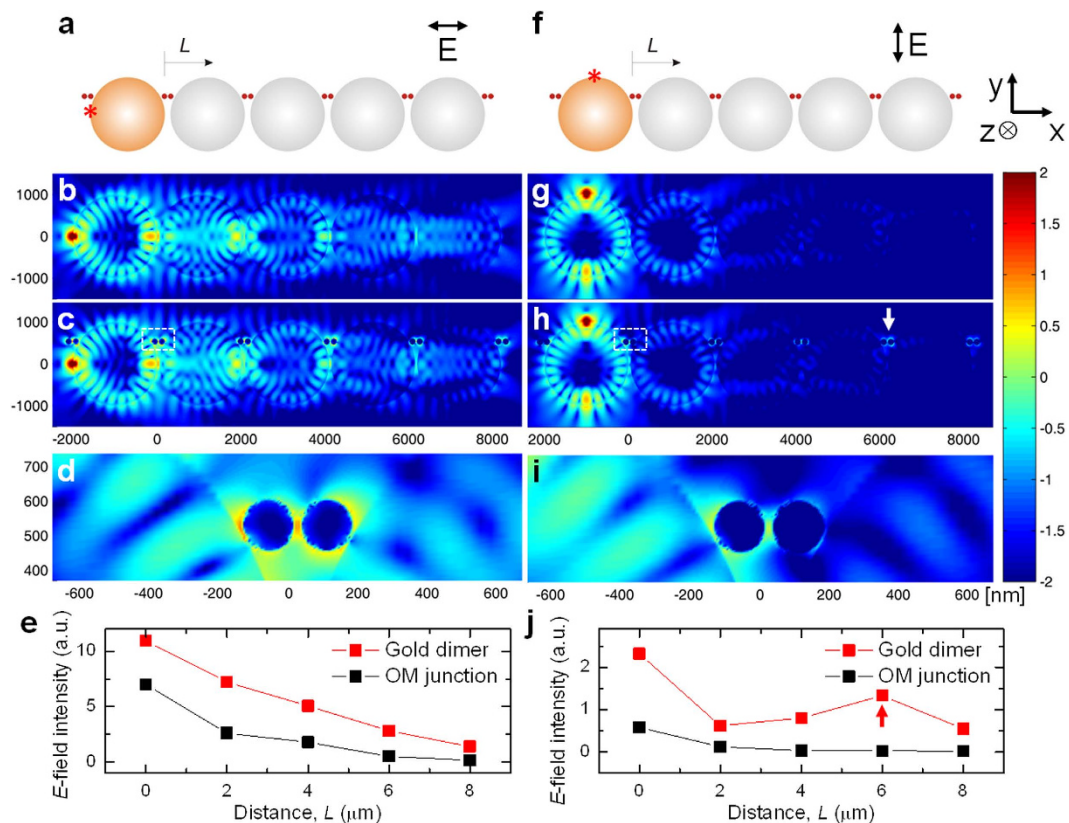 a
L
E
f
L
E
y
z
x
b
1000
0
-1000
g
2
1.5
1
0.5
0
-0.5
-1
-1.5
-2
c
1000
0
-1000
-2000 0 2000 4000 6000 8000
h
2000 0 2000 4000 6000 8000
d
700
600
500
400
-600 -400 -200 0 200 400 600
i
-600 -400 -200 0 200 400 600
[nm]
e
E-field intensity (a.u.)
10
5
0
Gold dimer
OM junction
0 2 4 6 8
Distance, L (μm)
j
E-field intensity (a.u.)
2
1
0
Gold dimer
OM junction
0 2 4 6 8
Distance, L (μm)